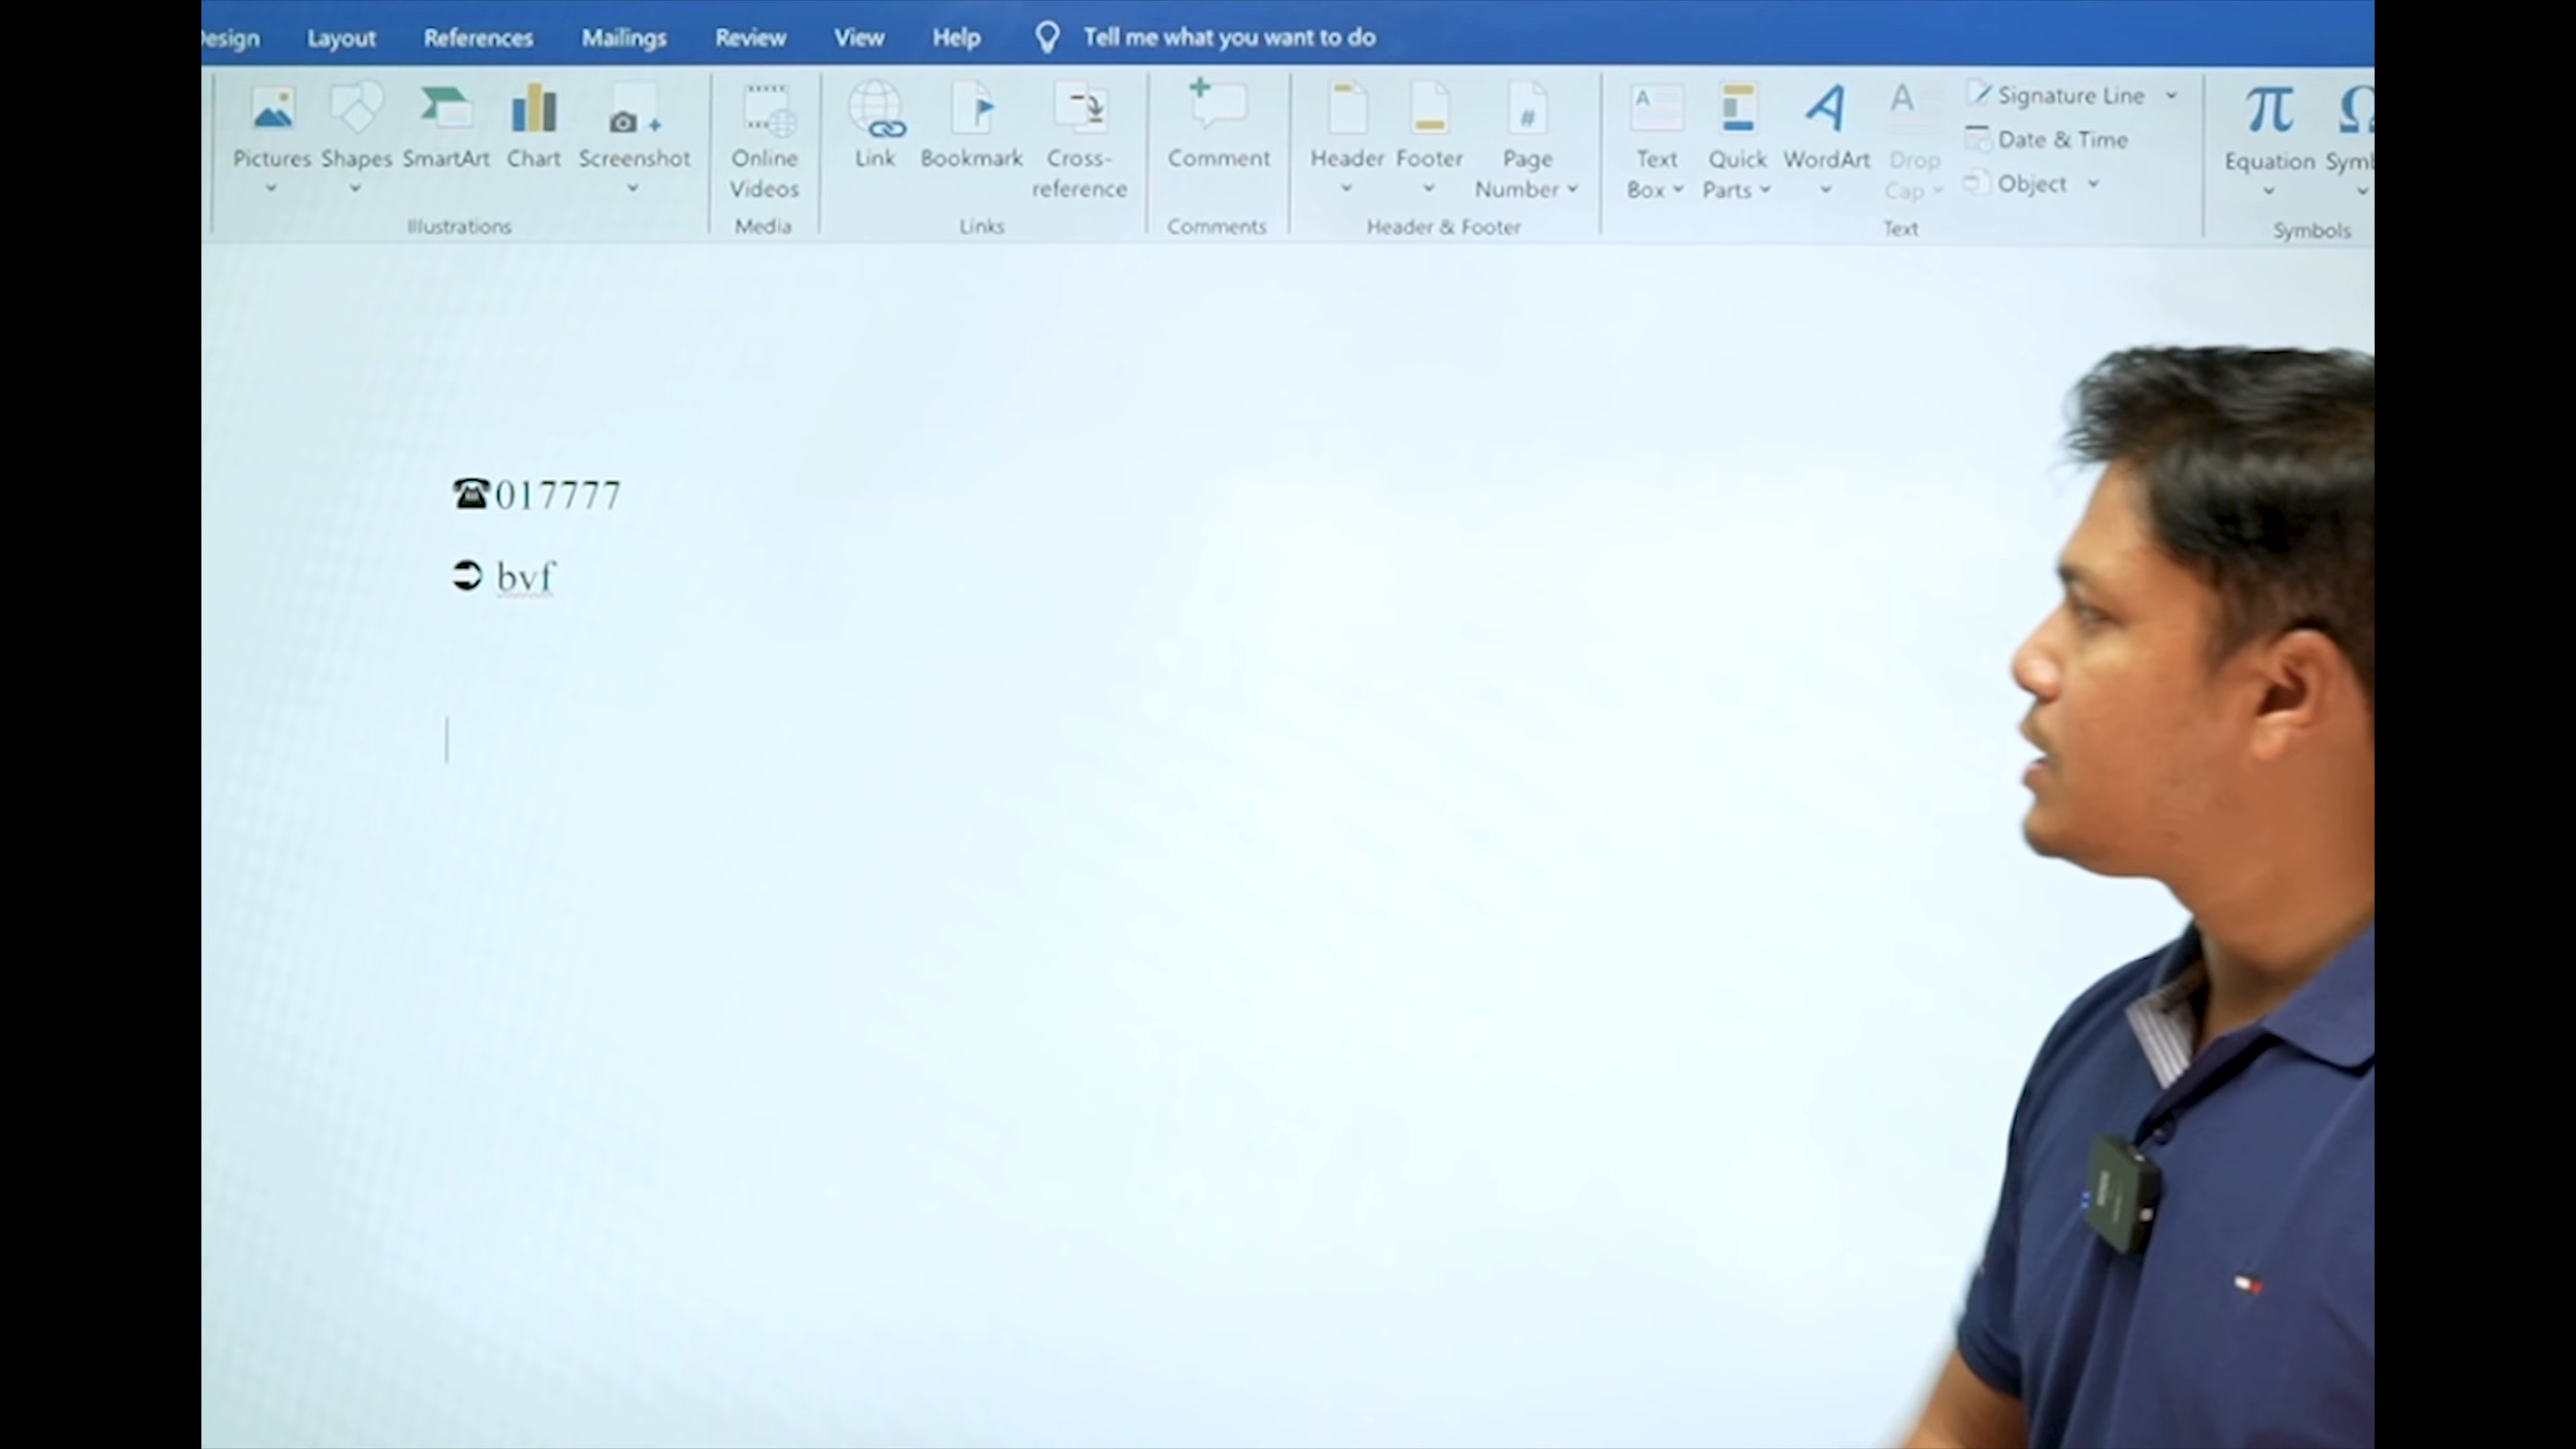 Layout References Mailings Review View Help Tell me what you want to do
Pictures Shapes SmartArt Chart Screenshot
Illustrations
Online Videos
Media
Link Bookmark Cross-reference
Links
Comment
Comments
Header Footer Page Number
Header & Footer
Text Box Quick Parts WordArt Drop Cap
Signature Line
Date & Time
Object
Text
Equation
Symbols
☎017777
➲ bvf